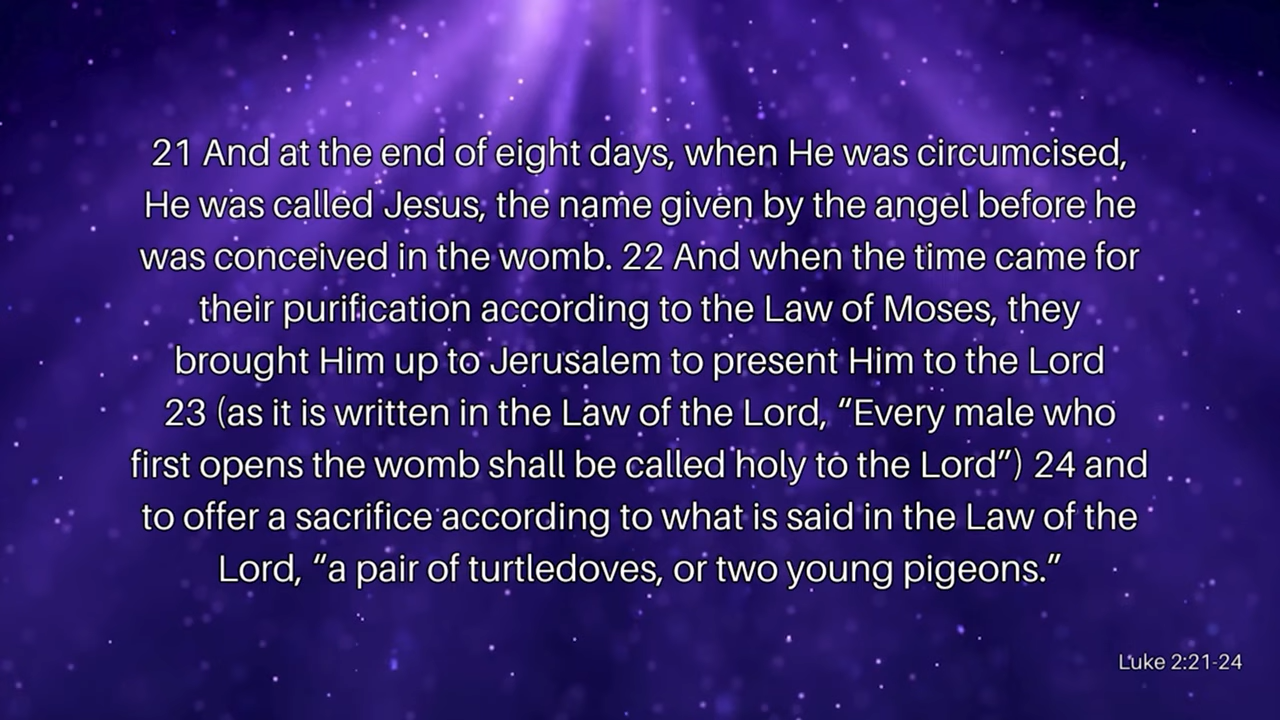 21 And at the end of eight days, when He was circumcised,
He was called Jesus, the name given by the angel before he
was conceived in the womb. 22 And when the time came for
their purification according to the Law of Moses, they
brought Him up to Jerusalem to present Him to the Lord
23 (as it is written in the Law of the Lord, “Every male who
first opens the womb shall be called holy to the Lord”) 24 and
to offer a sacrifice according to what is said in the Law of the
Lord, “a pair of turtledoves, or two young pigeons.”
Luke 2:21-24